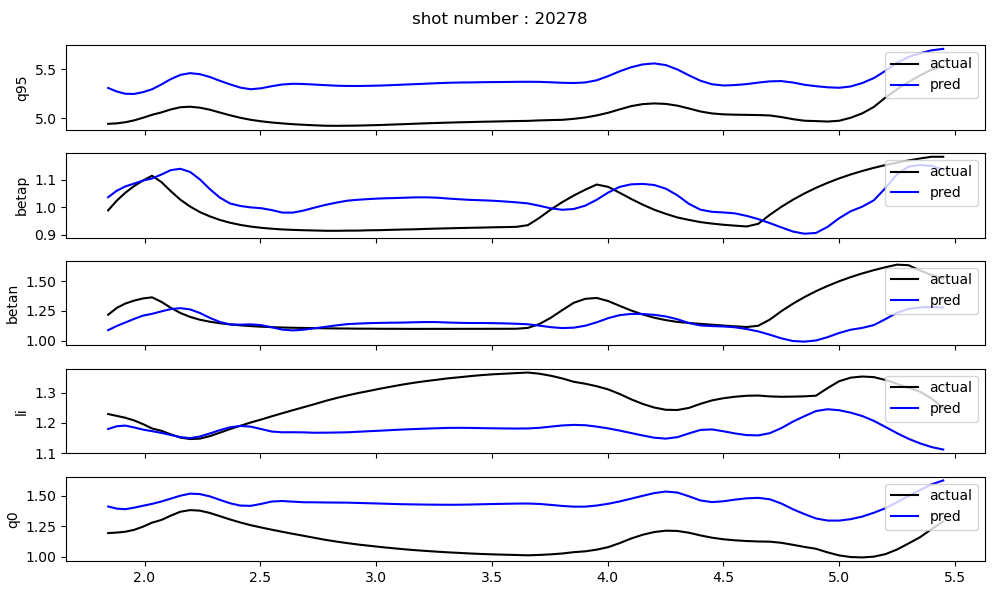 shot number : 20278
q95
5.5
5.0
actual
pred
betap
1.1
1.0
0.9
actual
pred
betan
1.50
1.25
1.00
actual
pred
li
1.3
1.2
1.1
actual
pred
q0
1.50
1.25
1.00
actual
pred
2.0 2.5 3.0 3.5 4.0 4.5 5.0 5.5